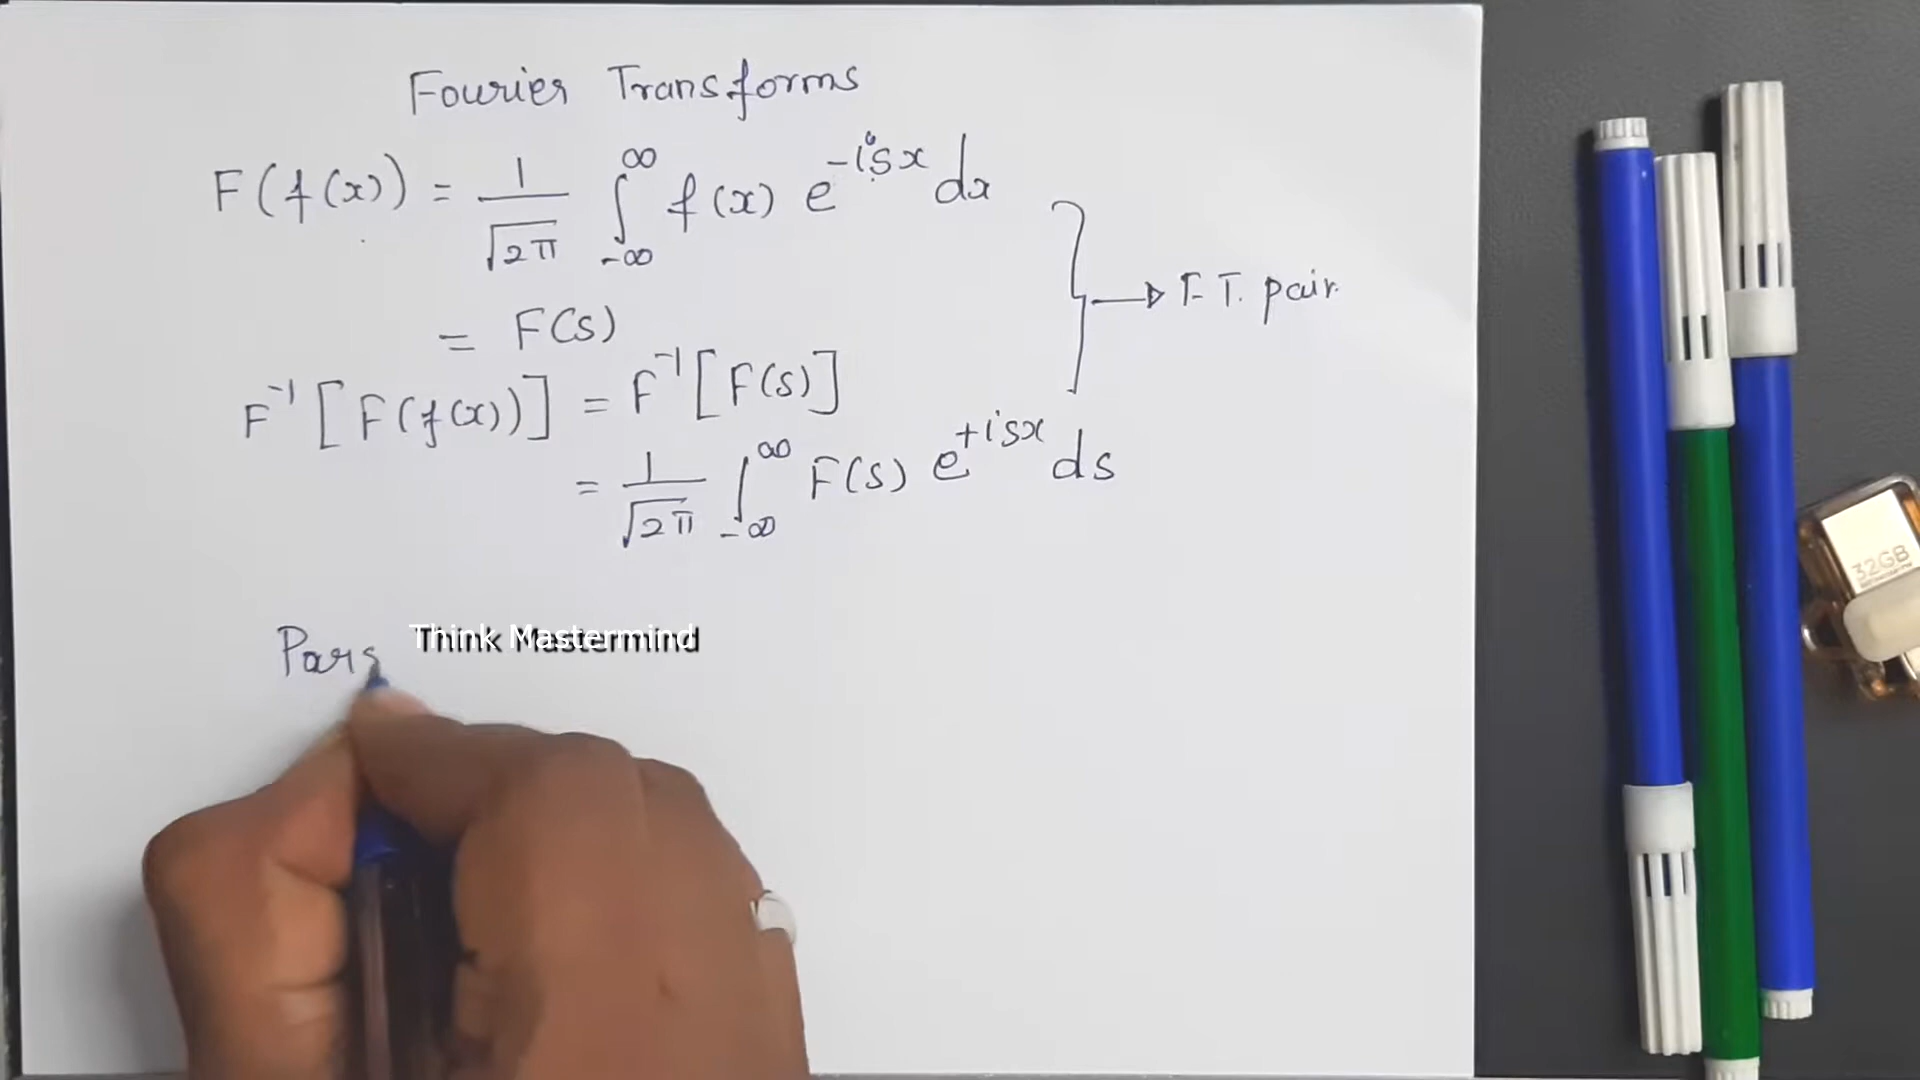 Fourier Transforms
F(f(x)) = 1/√2π ∫_{-∞}^{∞} f(x) e^{-isx} dx
= F(s)
F⁻¹[F(f(x))] = F⁻¹[F(s)]
= 1/√2π ∫_{-∞}^{∞} F(s) e^{+isx} ds
→ F.T. pair.
Pars
Think Mastermind
32GB